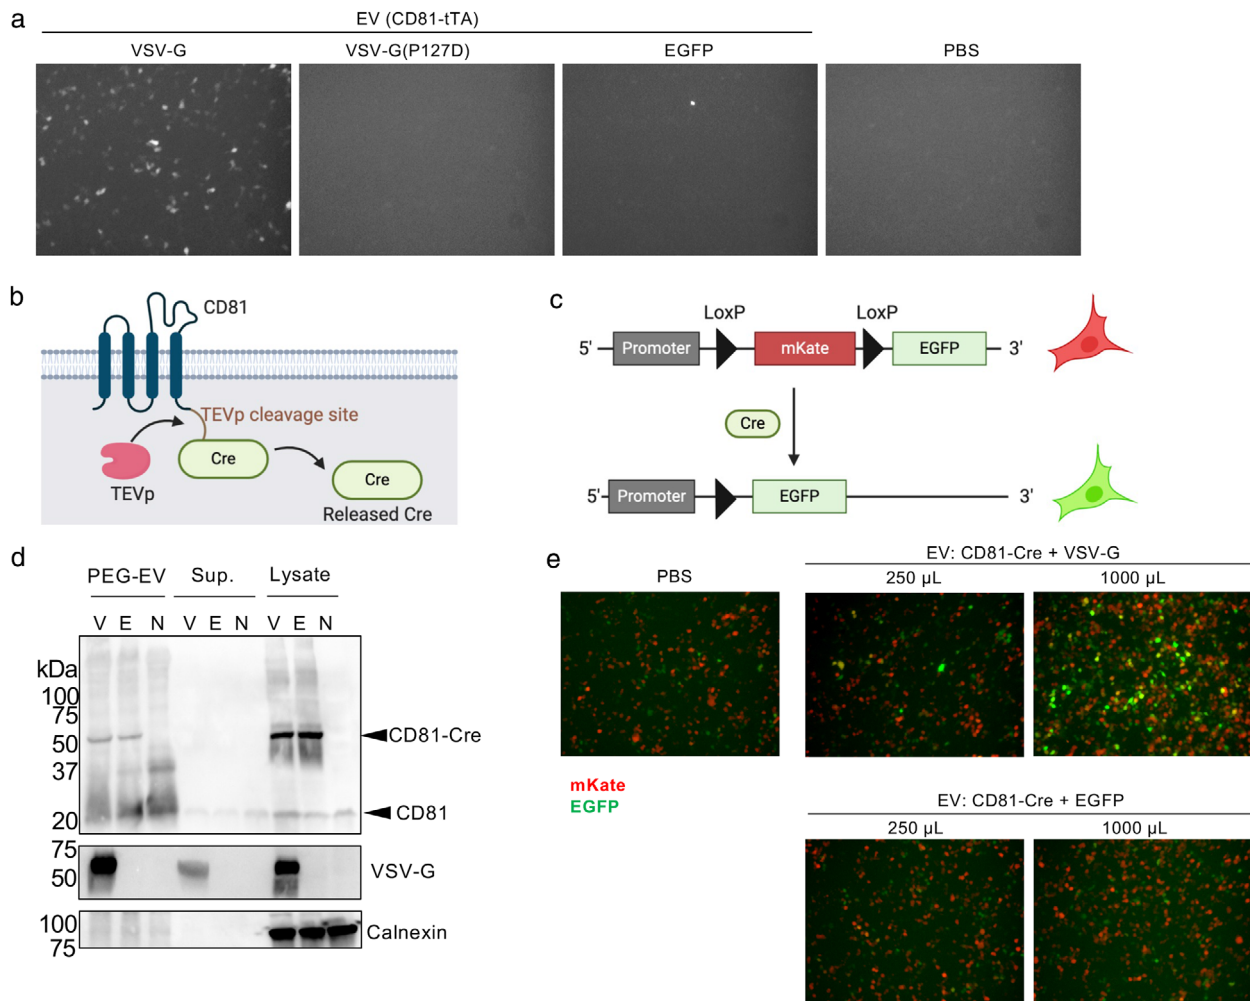 a
EV (CD81-tTA)
VSV-G VSV-G(P127D) EGFP PBS
b
CD81
TEVp cleavage site
Cre
TEVp
Cre
Released Cre
c
LoxP LoxP
5' Promoter mKate EGFP 3'
Cre
5' Promoter EGFP 3'
d
PEG-EV Sup. Lysate
V E N V E N V E N
kDa
100
75
50
37
20
CD81-Cre
CD81
75
50
VSV-G
100
75
Calnexin
e
PBS
EV: CD81-Cre + VSV-G
250 µL 1000 µL
mKate
EGFP
EV: CD81-Cre + EGFP
250 µL 1000 µL